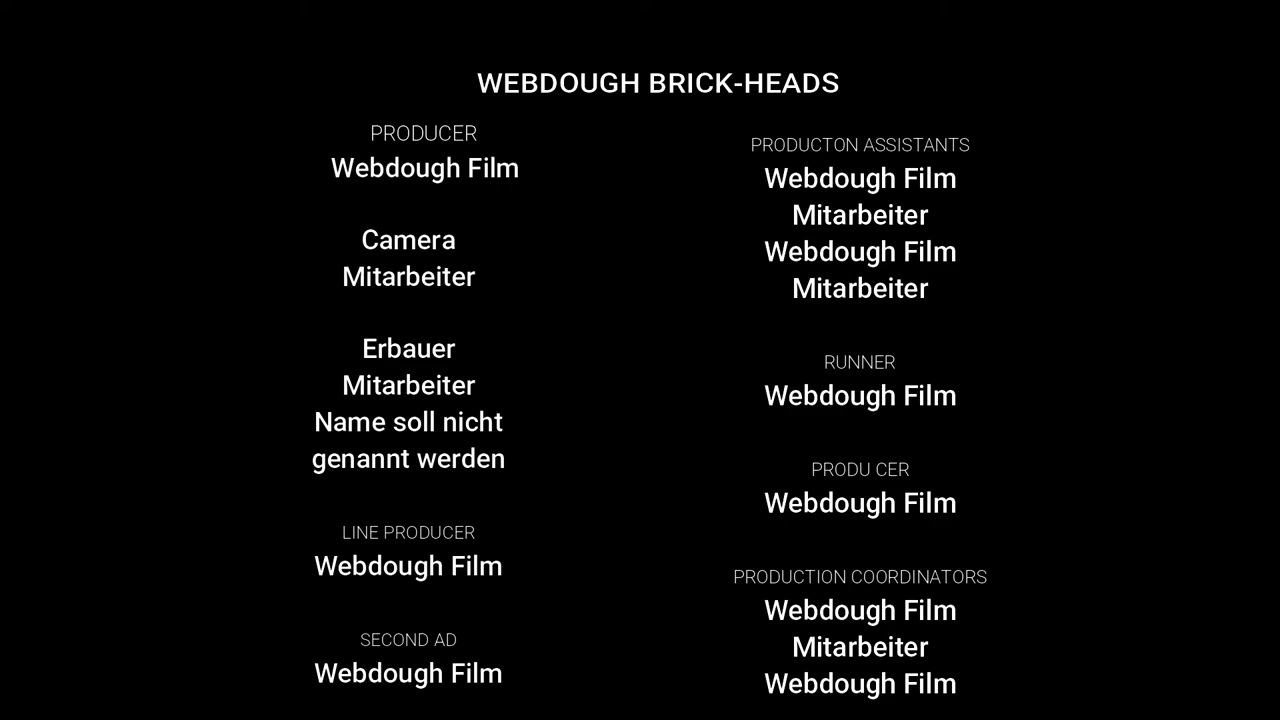 WEBDOUGH BRICK-HEADS
PRODUCER
Webdough Film
Camera
Mitarbeiter
Erbauer
Mitarbeiter
Name soll nicht
genannt werden
LINE PRODUCER
Webdough Film
SECOND AD
Webdough Film
PRODUCTON ASSISTANTS
Webdough Film
Mitarbeiter
Webdough Film
Mitarbeiter
RUNNER
Webdough Film
PRODU CER
Webdough Film
PRODUCTION COORDINATORS
Webdough Film
Mitarbeiter
Webdough Film